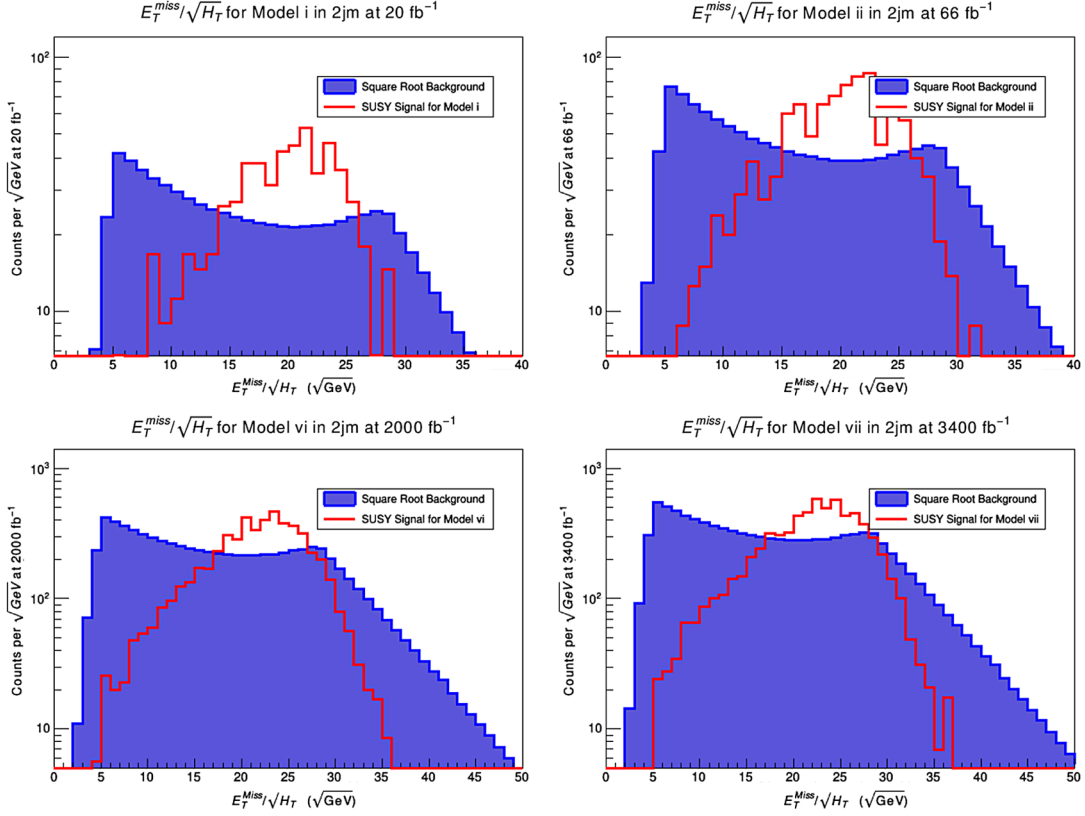 E_T^miss/√H_T for Model i in 2jm at 20 fb⁻¹
Counts per √GeV at 20 fb⁻¹
10²
10
Square Root Background
SUSY Signal for Model i
0 5 10 15 20 25 30 35 40
E_T^Miss/√H_T (√GeV)
E_T^miss/√H_T for Model ii in 2jm at 66 fb⁻¹
Counts per √GeV at 66 fb⁻¹
10²
10
Square Root Background
SUSY Signal for Model ii
0 5 10 15 20 25 30 35 40
E_T^Miss/√H_T (√GeV)
E_T^miss/√H_T for Model vi in 2jm at 2000 fb⁻¹
Counts per √GeV at 2000 fb⁻¹
10³
10²
10
Square Root Background
SUSY Signal for Model vi
0 5 10 15 20 25 30 35 40 45 50
E_T^Miss/√H_T (√GeV)
E_T^miss/√H_T for Model vii in 2jm at 3400 fb⁻¹
Counts per √GeV at 3400 fb⁻¹
10³
10²
10
Square Root Background
SUSY Signal for Model vii
0 5 10 15 20 25 30 35 40 45 50
E_T^Miss/√H_T (√GeV)